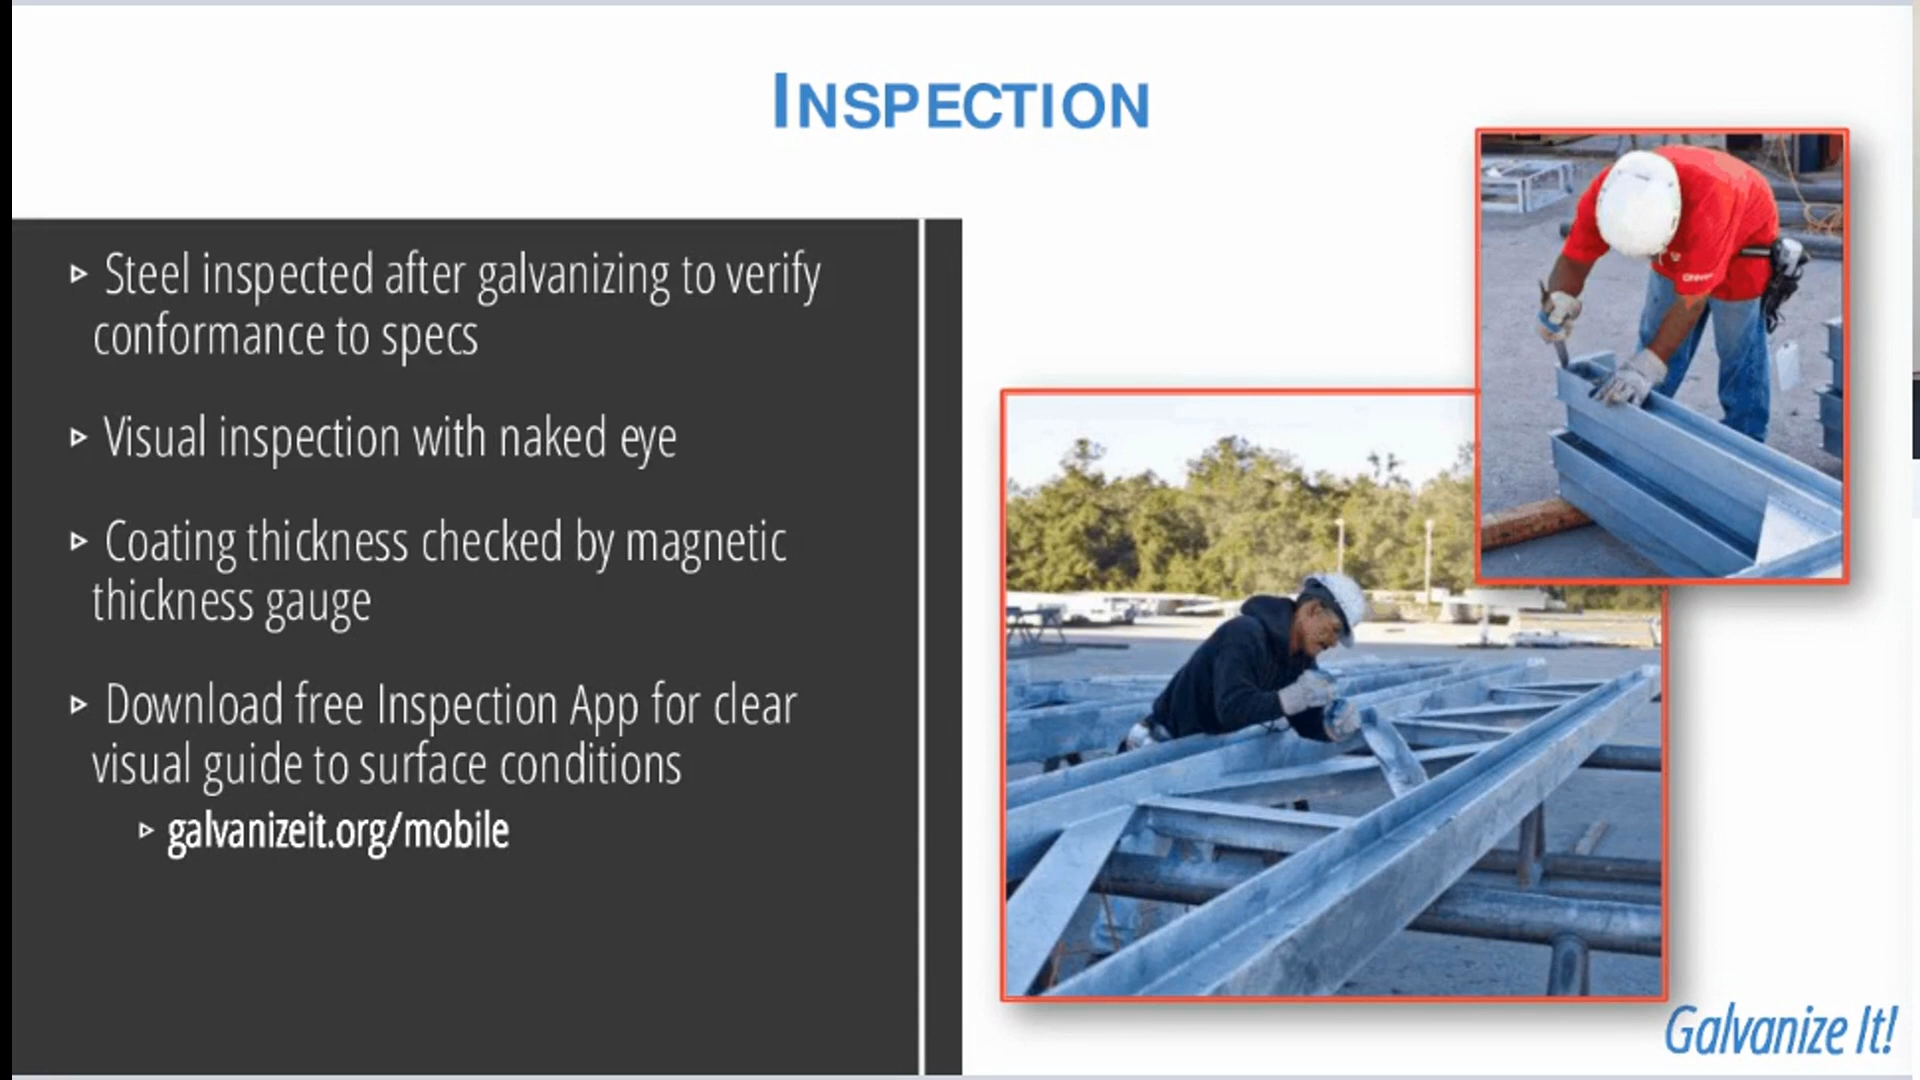 INSPECTION
▹ Steel inspected after galvanizing to verify
conformance to specs
▹ Visual inspection with naked eye
▹ Coating thickness checked by magnetic
thickness gauge
▹ Download free Inspection App for clear
visual guide to surface conditions
▹ galvanizeit.org/mobile
Galvanize It!